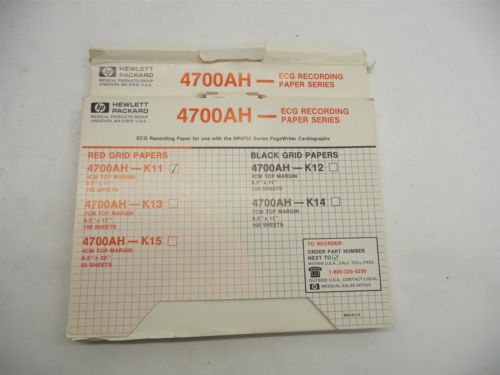 hp HEWLETT
PACKARD
MEDICAL PRODUCTS GROUP
ANDOVER, MA 01810 U.S.A.
4700AH — ECG RECORDING
PAPER SERIES
hp HEWLETT
PACKARD
MEDICAL PRODUCTS GROUP
ANDOVER, MA 01810 U.S.A.
4700AH — ECG RECORDING
PAPER SERIES
ECG Recording Paper for use with the HP4700 Series PageWriter Cardiographs
RED GRID PAPERS
4700AH—K11
4CM TOP MARGIN
8.5" x 11"
100 SHEETS
4700AH—K13
7CM TOP MARGIN
8.5" x 11"
100 SHEETS
4700AH—K15
4CM TOP MARGIN
8.5" x 22"
50 SHEETS
BLACK GRID PAPERS
4700AH—K12
4CM TOP MARGIN
8.5" x 11"
100 SHEETS
4700AH—K14
7CM TOP MARGIN
8.5" x 11"
100 SHEETS
TO REORDER:
ORDER PART NUMBER
NEXT TO
WITHIN U.S.A., CALL TOLL-FREE,
1-800-225-0230
OUTSIDE U.S.A., CONTACT LOCAL
hp MEDICAL SALES OFFICE